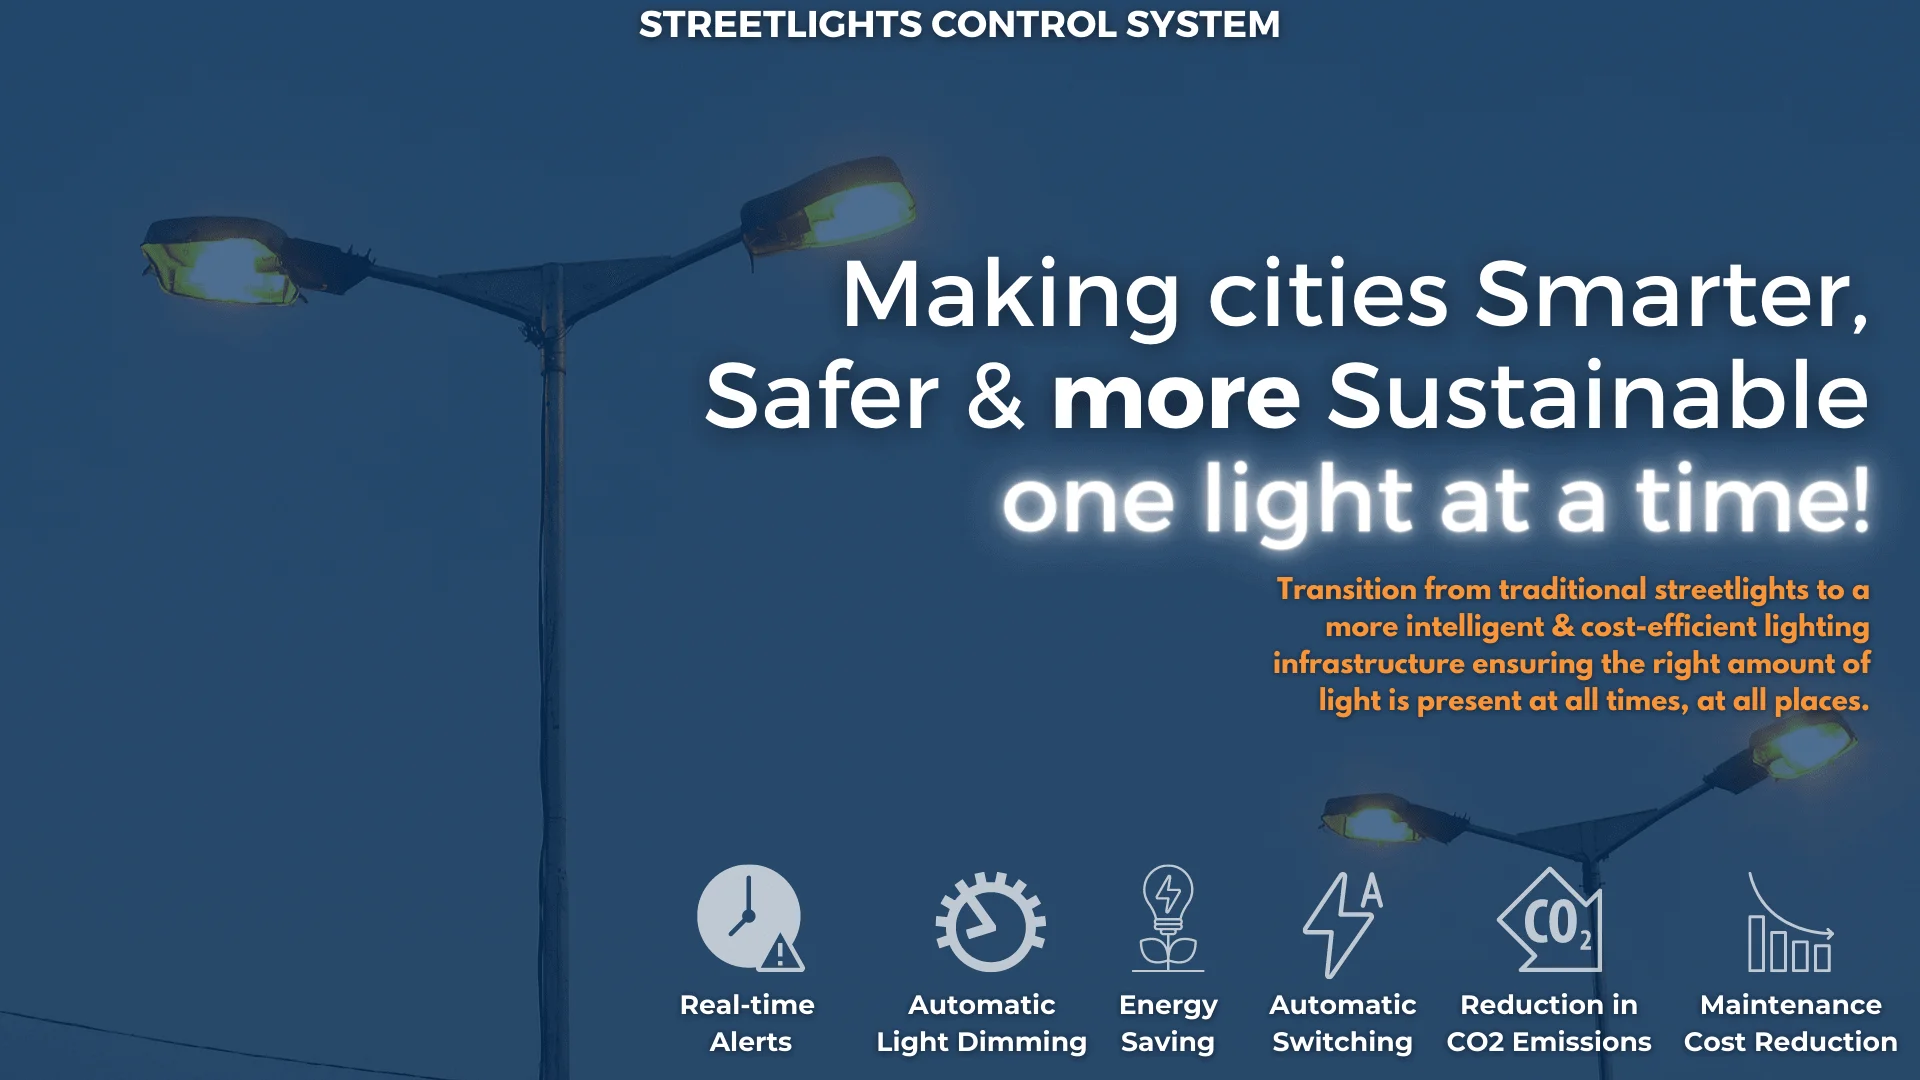 STREETLIGHTS CONTROL SYSTEM
Making cities Smarter,
Safer & more Sustainable
one light at a time!
Transition from traditional streetlights to a
more intelligent & cost-efficient lighting
infrastructure ensuring the right amount of
light is present at all times, at all places.
A
CO2
Real-time
Alerts
Automatic
Light Dimming
Energy
Saving
Automatic
Switching
Reduction in
CO2 Emissions
Maintenance
Cost Reduction